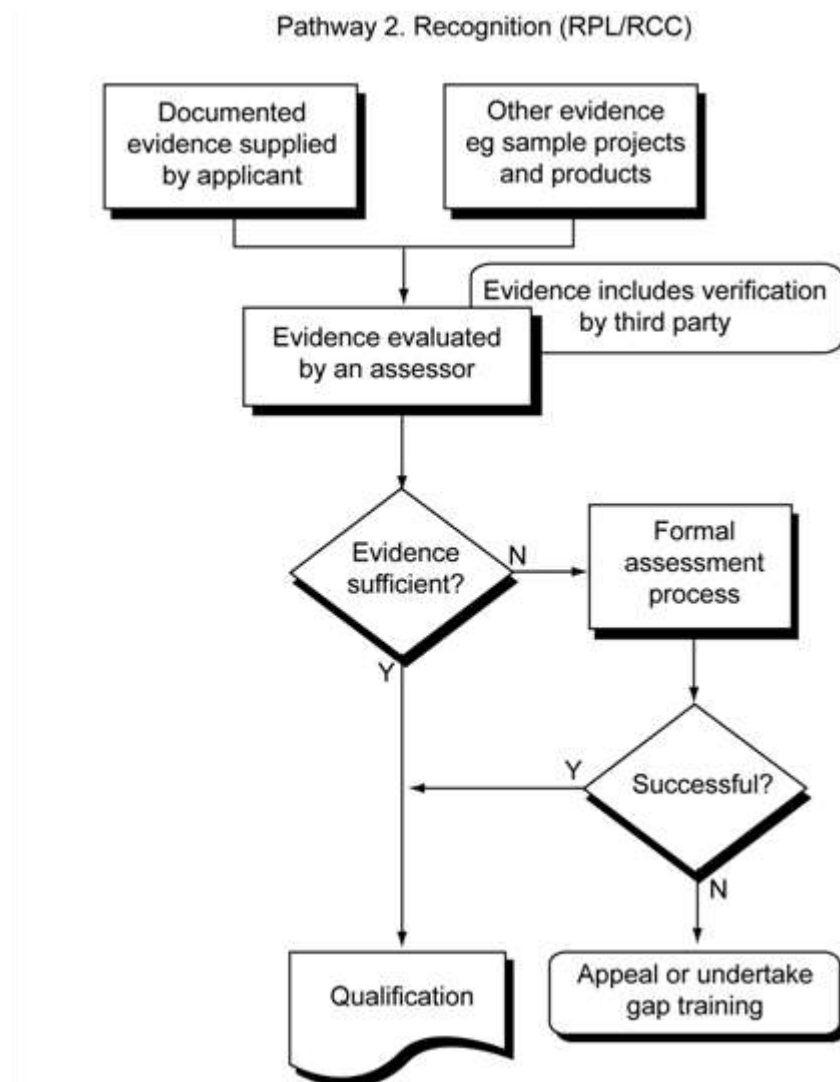 Pathway 2. Recognition (RPL/RCC)
Documented
evidence supplied
by applicant
Other evidence
eg sample projects
and products
Evidence includes verification
by third party
Evidence evaluated
by an assessor
Evidence
sufficient?
N
Formal
assessment
process
Y
Y
Successful?
N
Qualification
Appeal or undertake
gap training